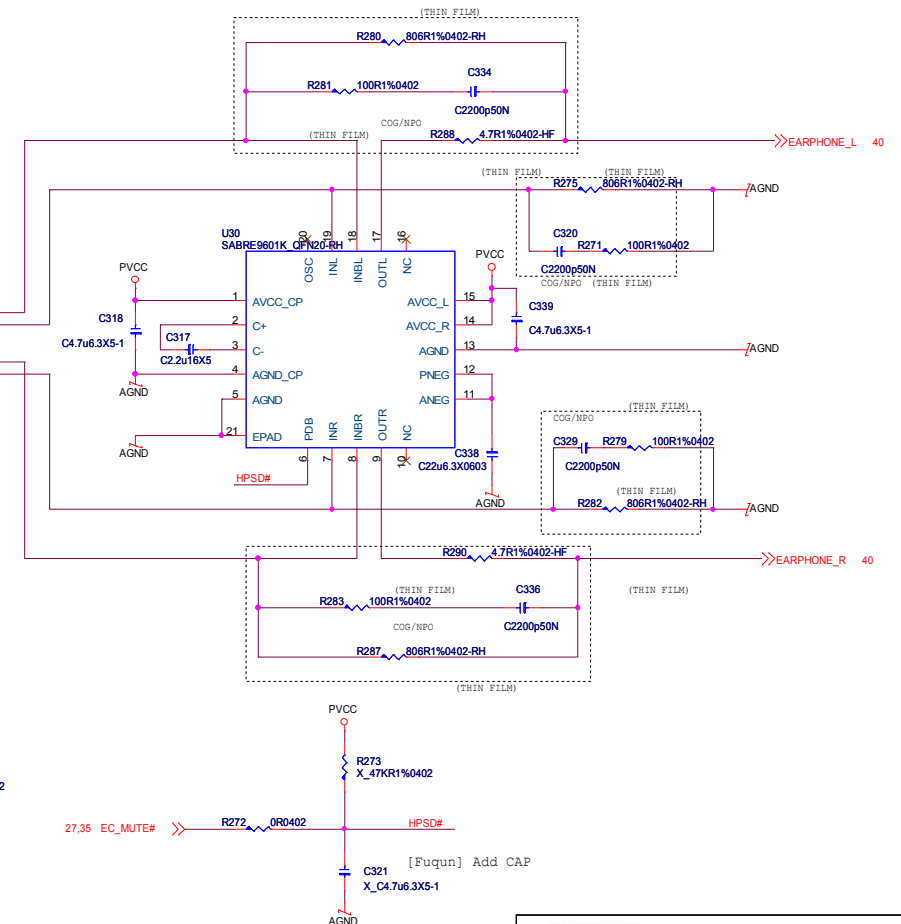 (THIN FILM)
R280 806R1%0402-RH
C334
R281 100R1%0402
C2200p50N
COG/NPO
(THIN FILM)
R288 4.7R1%0402-HF
EARPHONE_L 40
(THIN FILM) (THIN FILM)
R275 806R1%0402-RH
AGND
C320
R271 100R1%0402
C2200p50N
COG/NPO (THIN FILM)
U30
SABRE9601K_QFN20-RH
20 19 18 17 16
OSC INL INBL OUTL NC
PVCC
PVCC
1 AVCC_CP AVCC_L 15
C339
C318
2 C+ AVCC_R 14
C4.7u6.3X5-1
C4.7u6.3X5-1
C317
3 C- AGND 13
AGND
C2.2u16X5
4 AGND_CP PNEG 12
AGND
5 AGND ANEG 11
21 EPAD
AGND
PDB INR INBR OUTR NC
6 7 8 9 10
C338
C22u6.3X0603
AGND
HPSD#
(THIN FILM)
COG/NPO
C329 R279 100R1%0402
C2200p50N
(THIN FILM)
R282 806R1%0402-RH
AGND
R290 4.7R1%0402-HF
EARPHONE_R 40
(THIN FILM) (THIN FILM)
C336
R283 100R1%0402
COG/NPO
C2200p50N
R287 806R1%0402-RH
(THIN FILM)
PVCC
R273
X_47KR1%0402
2
27,35 EC_MUTE# R272 0R0402 HPSD#
[Fuqun] Add CAP
C321
X_C4.7u6.3X5-1
AGND